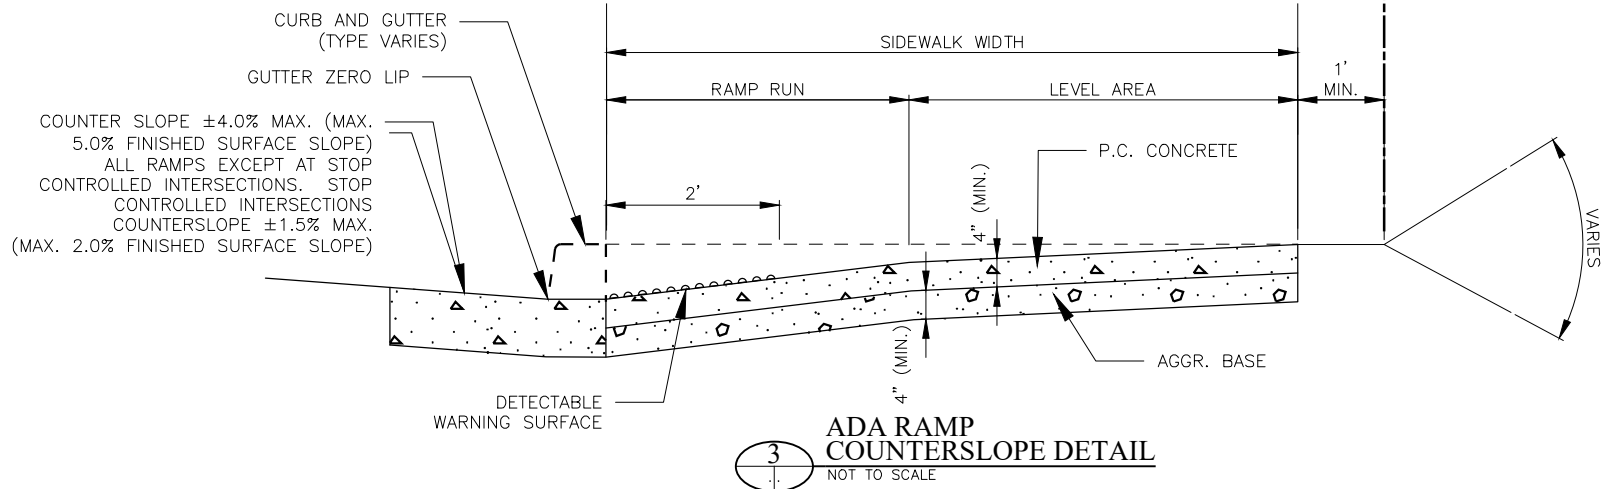 CURB AND GUTTER
(TYPE VARIES)
GUTTER ZERO LIP
COUNTER SLOPE ±4.0% MAX. (MAX.
5.0% FINISHED SURFACE SLOPE)
ALL RAMPS EXCEPT AT STOP
CONTROLLED INTERSECTIONS. STOP
CONTROLLED INTERSECTIONS
COUNTERSLOPE ±1.5% MAX.
(MAX. 2.0% FINISHED SURFACE SLOPE)
SIDEWALK WIDTH
RAMP RUN
LEVEL AREA
1'
MIN.
2'
4" (MIN.)
P.C. CONCRETE
VARIES
4" (MIN.)
AGGR. BASE
DETECTABLE
WARNING SURFACE
3
ADA RAMP
COUNTERSLOPE DETAIL
NOT TO SCALE